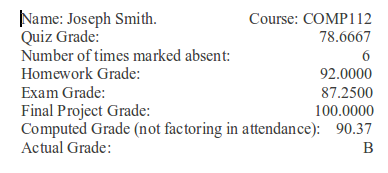 Name: Joseph Smith. Course: COMP112
Quiz Grade: 78.6667
Number of times marked absent: 6
Homework Grade: 92.0000
Exam Grade: 87.2500
Final Project Grade: 100.0000
Computed Grade (not factoring in attendance): 90.37
Actual Grade: B